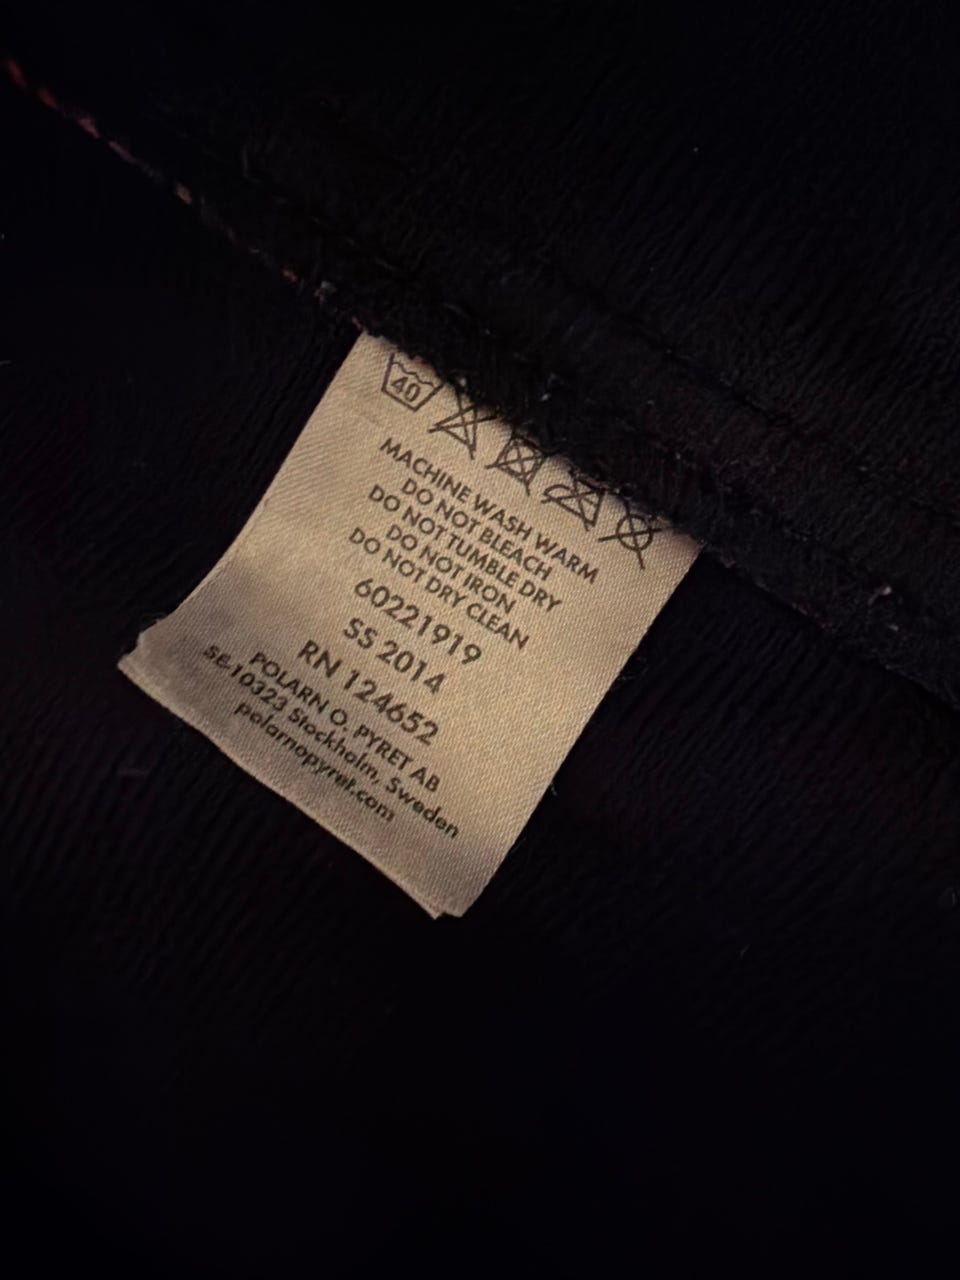 40
MACHINE WASH WARM
DO NOT BLEACH
DO NOT TUMBLE DRY
DO NOT IRON
DO NOT DRY CLEAN
60221919
SS 2014
RN 124652
POLARN O. PYRET AB
SE.10323 Stockholm, Sweden
polarnopyret.com